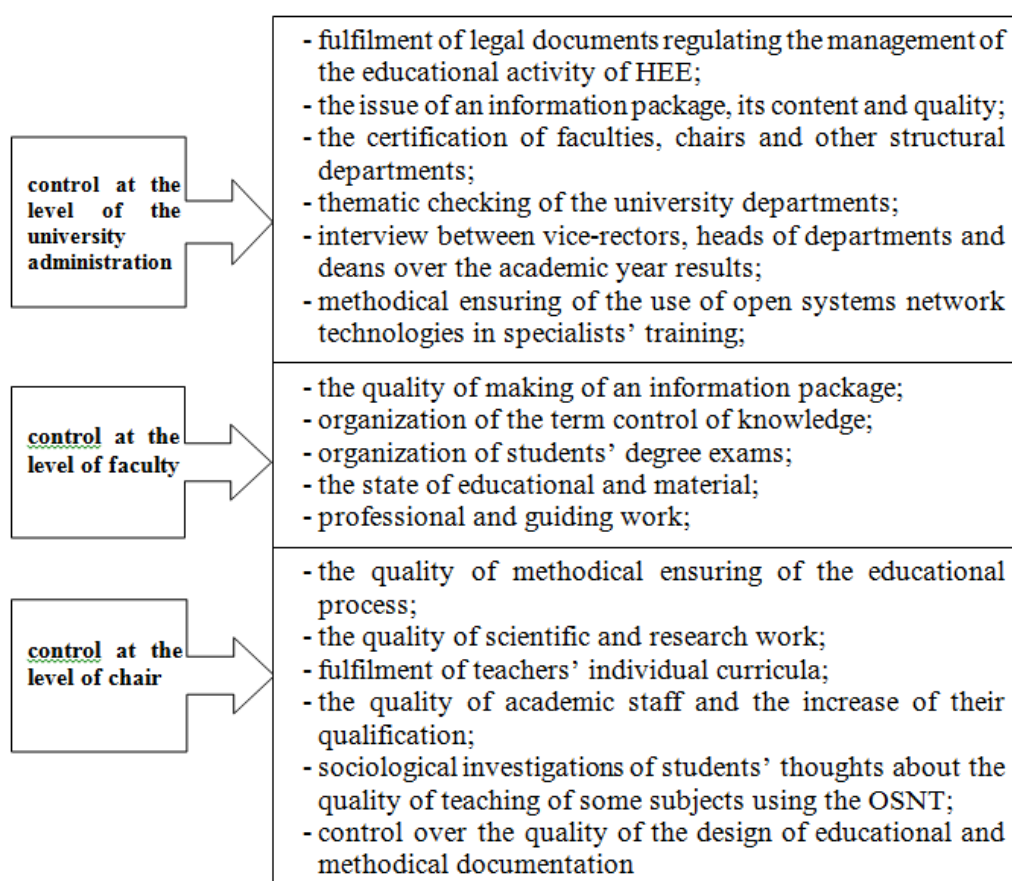 control at the
level of the
university
administration
- fulfilment of legal documents regulating the management of
the educational activity of HEE;
- the issue of an information package, its content and quality;
- the certification of faculties, chairs and other structural
departments;
- thematic checking of the university departments;
- interview between vice-rectors, heads of departments and
deans over the academic year results;
- methodical ensuring of the use of open systems network
technologies in specialists’ training;
control at the
level of faculty
- the quality of making of an information package;
- organization of the term control of knowledge;
- organization of students’ degree exams;
- the state of educational and material;
- professional and guiding work;
control at the
level of chair
- the quality of methodical ensuring of the educational
process;
- the quality of scientific and research work;
- fulfilment of teachers’ individual curricula;
- the quality of academic staff and the increase of their
qualification;
- sociological investigations of students’ thoughts about the
quality of teaching of some subjects using the OSNT;
- control over the quality of the design of educational and
methodical documentation